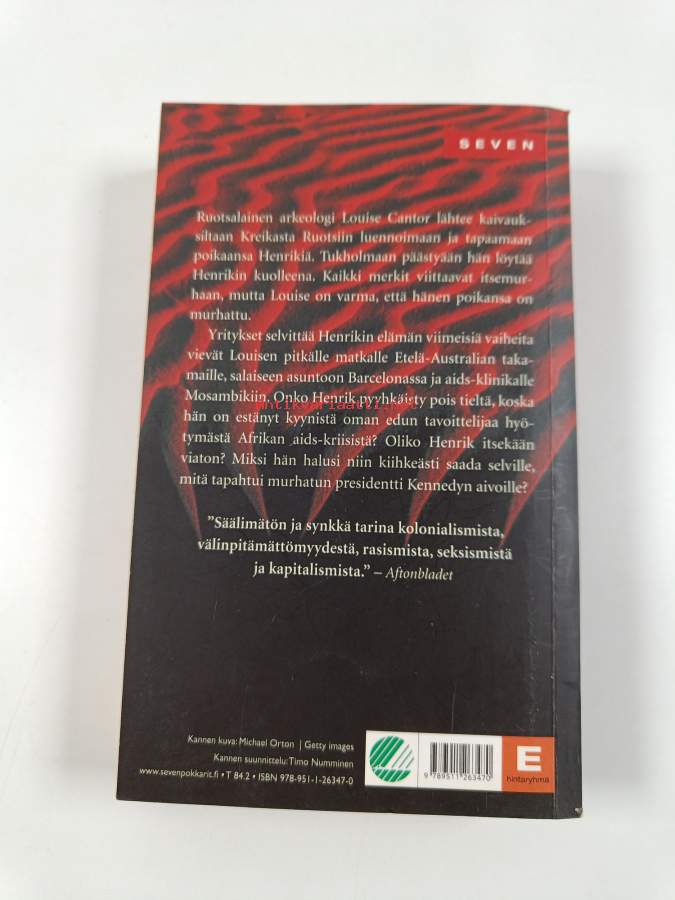 SEVEN
Ruotsalainen arkeologi Louise Cantor lähtee kaivauk-
siltaan Kreikasta Ruotsiin luennoimaan ja tapaamaan
poikaansa Henrikiä. Tukholmaan päästyään hän löytää
Henrikin kuolleena. Kaikki merkit viittaavat itsemur-
haan, mutta Louise on varma, että hänen poikansa on
murhattu.
Yritykset selvittää Henrikin elämän viimeisiä vaiheita
vievät Louisen pitkälle matkalle Etelä-Australian taka-
maille, salaiseen asuntoon Barcelonassa ja aids-klinikalle
Mosambikiin. Onko Henrik pyyhkäisty pois tieltä, koska
hän on estänyt kyynistä oman edun tavoittelijaa hyö-
tymästä Afrikan aids-kriisistä? Oliko Henrik itsekään
viaton? Miksi hän halusi niin kiihkeästi saada selville,
mitä tapahtui murhatun presidentti Kennedyn aivoille?
”Säälimätön ja synkkä tarina kolonialismista,
välinpitämättömyydestä, rasismista, seksismistä
ja kapitalismista.” – Aftonbladet
Kannen kuva: Michael Orton | Getty images
Kannen suunnittelu: Timo Numminen
www.sevenpokkarit.fi • T 84.2 • ISBN 978-951-1-26347-0
9 789511 263470
E
hintaryhmä